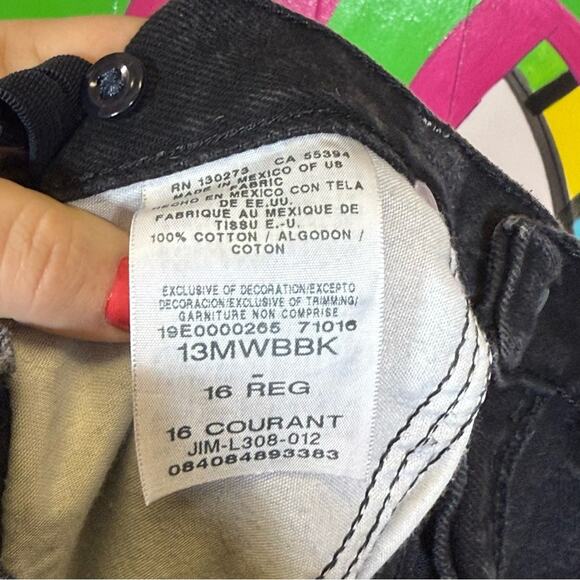 RN 130273 CA 55394
MADE IN MEXICO OF US
FABRIC
HECHO EN MEXICO CON TELA
DE EE.UU.
FABRIQUE AU MEXIQUE DE
TISSU E.-U.
100% COTTON / ALGODON /
COTON
EXCLUSIVE OF DECORATION/EXCEPTO
DECORACION/EXCLUSIVE OF TRIMMING/
GARNITURE NON COMPRISE
19E0000265 71016
13MWBBK
-
16 REG
16 COURANT
JIM-L308-012
084084893383